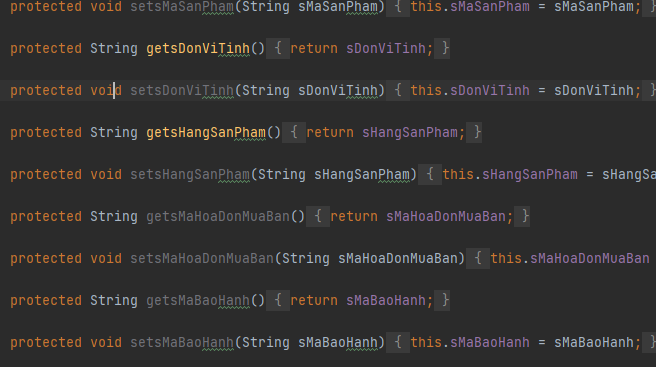 protected void setsMaSanPham(String sMaSanPham) { this.sMaSanPham = sMaSanPham; }
protected String getsDonViTinh() { return sDonViTinh; }
protected void setsDonViTinh(String sDonViTinh) { this.sDonViTinh = sDonViTinh; }
protected String getsHangSanPham() { return sHangSanPham; }
protected void setsHangSanPham(String sHangSanPham) { this.sHangSanPham = sHangSa
protected String getsMaHoaDonMuaBan() { return sMaHoaDonMuaBan; }
protected void setsMaHoaDonMuaBan(String sMaHoaDonMuaBan) { this.sMaHoaDonMuaBan
protected String getsMaBaoHanh() { return sMaBaoHanh; }
protected void setsMaBaoHanh(String sMaBaoHanh) { this.sMaBaoHanh = sMaBaoHanh; }